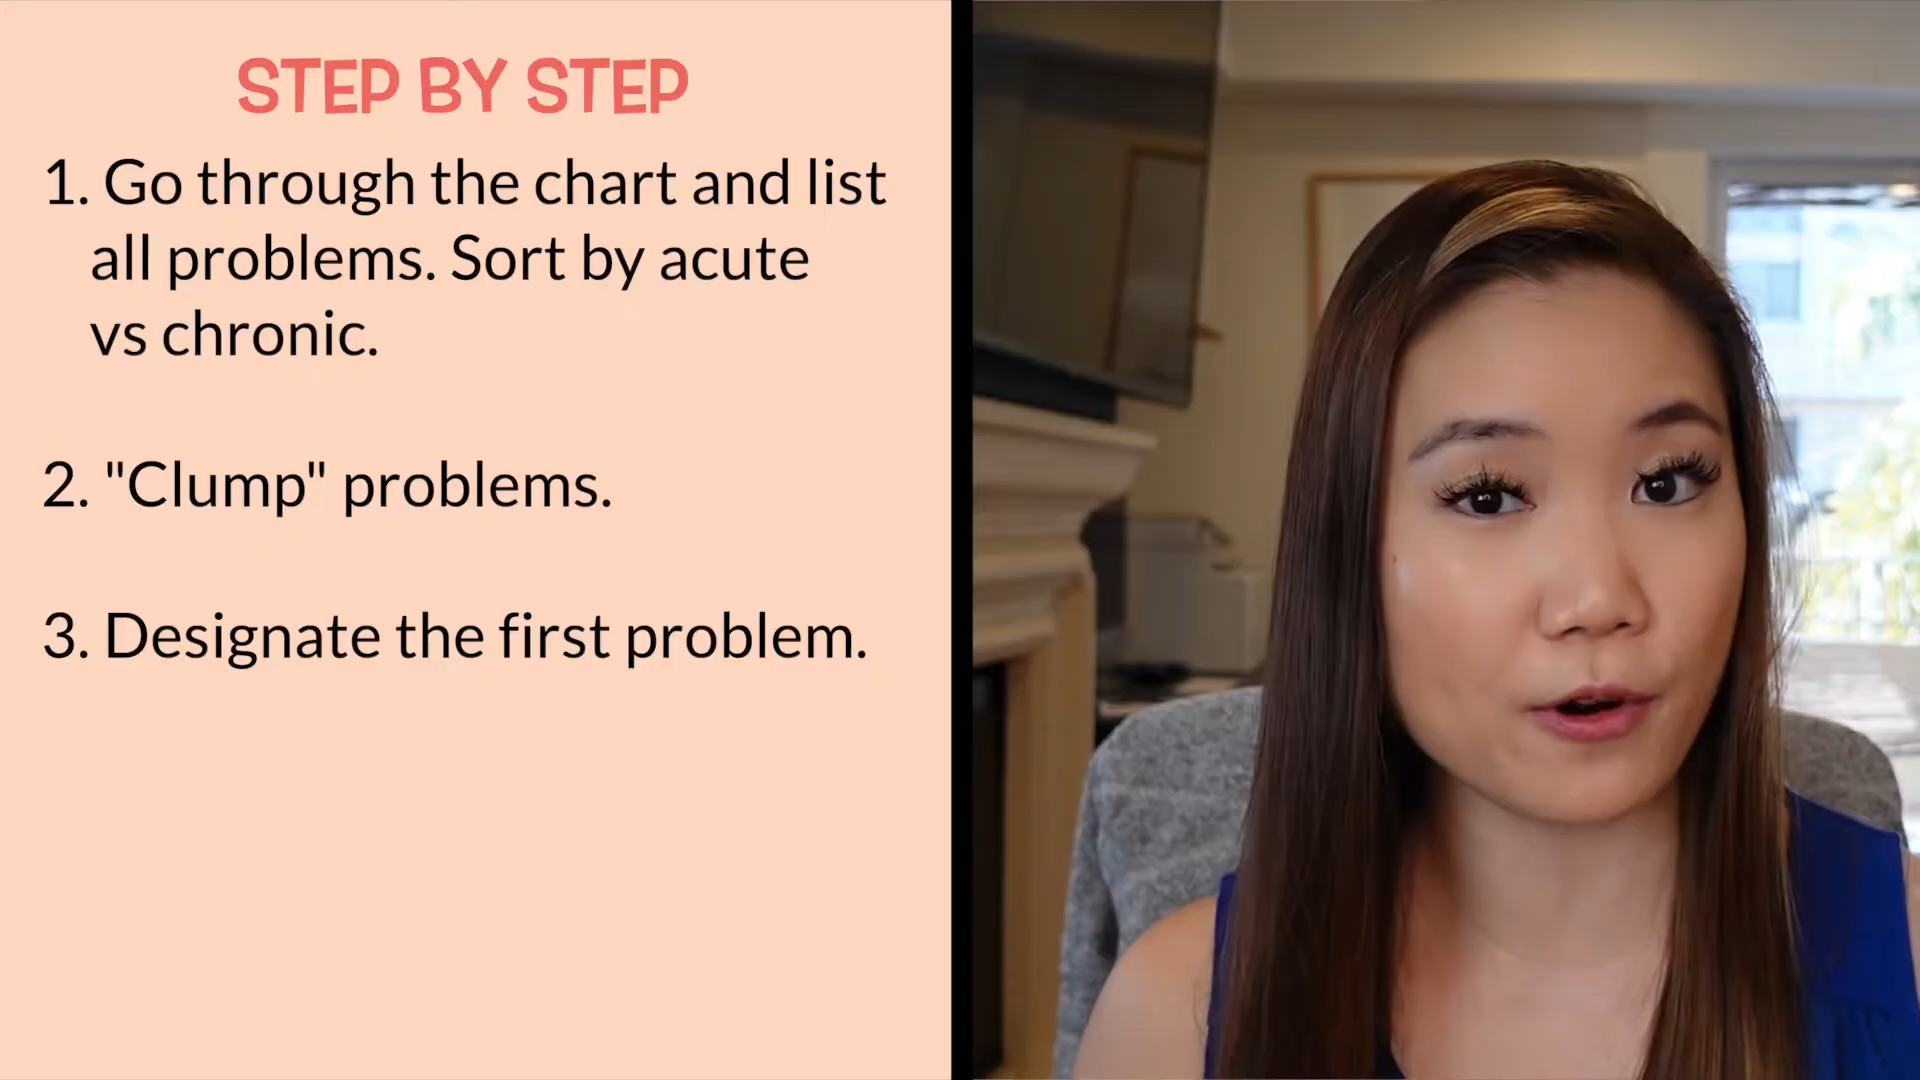 STEP BY STEP
1. Go through the chart and list
all problems. Sort by acute
vs chronic.
2. "Clump" problems.
3. Designate the first problem.